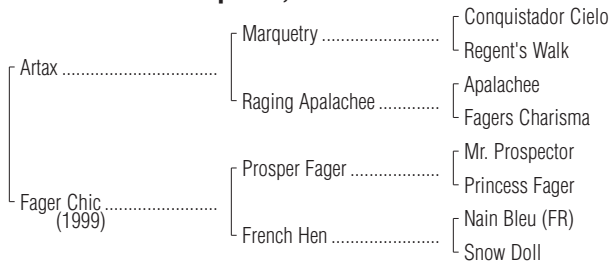 Conquistador Cielo
Marquetry ........................
Regent's Walk
Artax ................................
Apalachee
Raging Apalachee ............
Fagers Charisma
Mr. Prospector
Prosper Fager ..................
Princess Fager
Fager Chic .......................
(1999)
Nain Bleu (FR)
French Hen ......................
Snow Doll